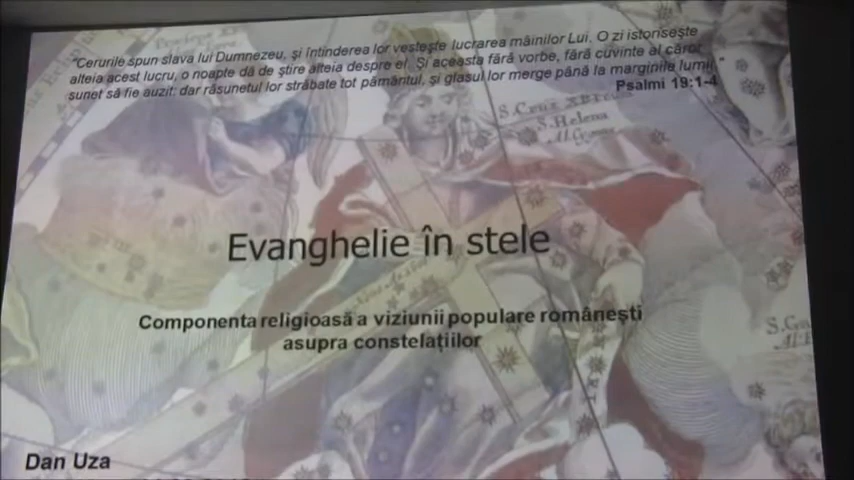 "Cerurile spun slava lui Dumnezeu, și întinderea lor vestește lucrarea mâinilor Lui. O zi istorisește
alteia acest lucru, o noapte dă de știre alteia despre el. Și aceasta fără vorbe, fără cuvinte al căror
sunet să fie auzit: dar răsunetul lor străbate tot pământul, și glasul lor merge până la marginile lumii."
Psalmi 19:1-4
S. Cruz
S. Helena
Evanghelie în stele
Componenta religioasă a viziunii populare românești
asupra constelațiilor
Dan Uza